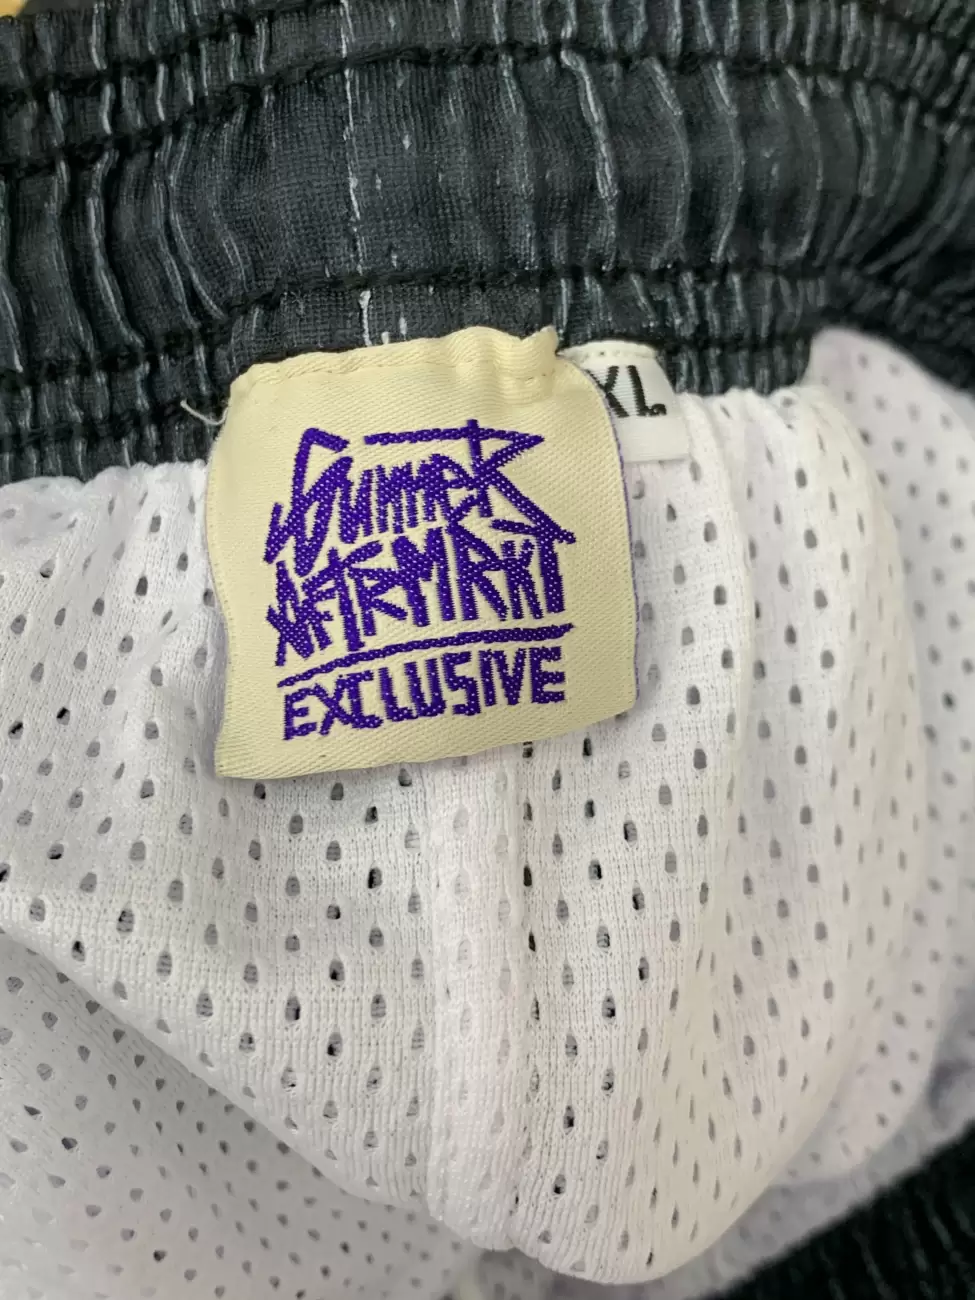 SummeR
AFTRMRKT
EXCLUSIVE
XL